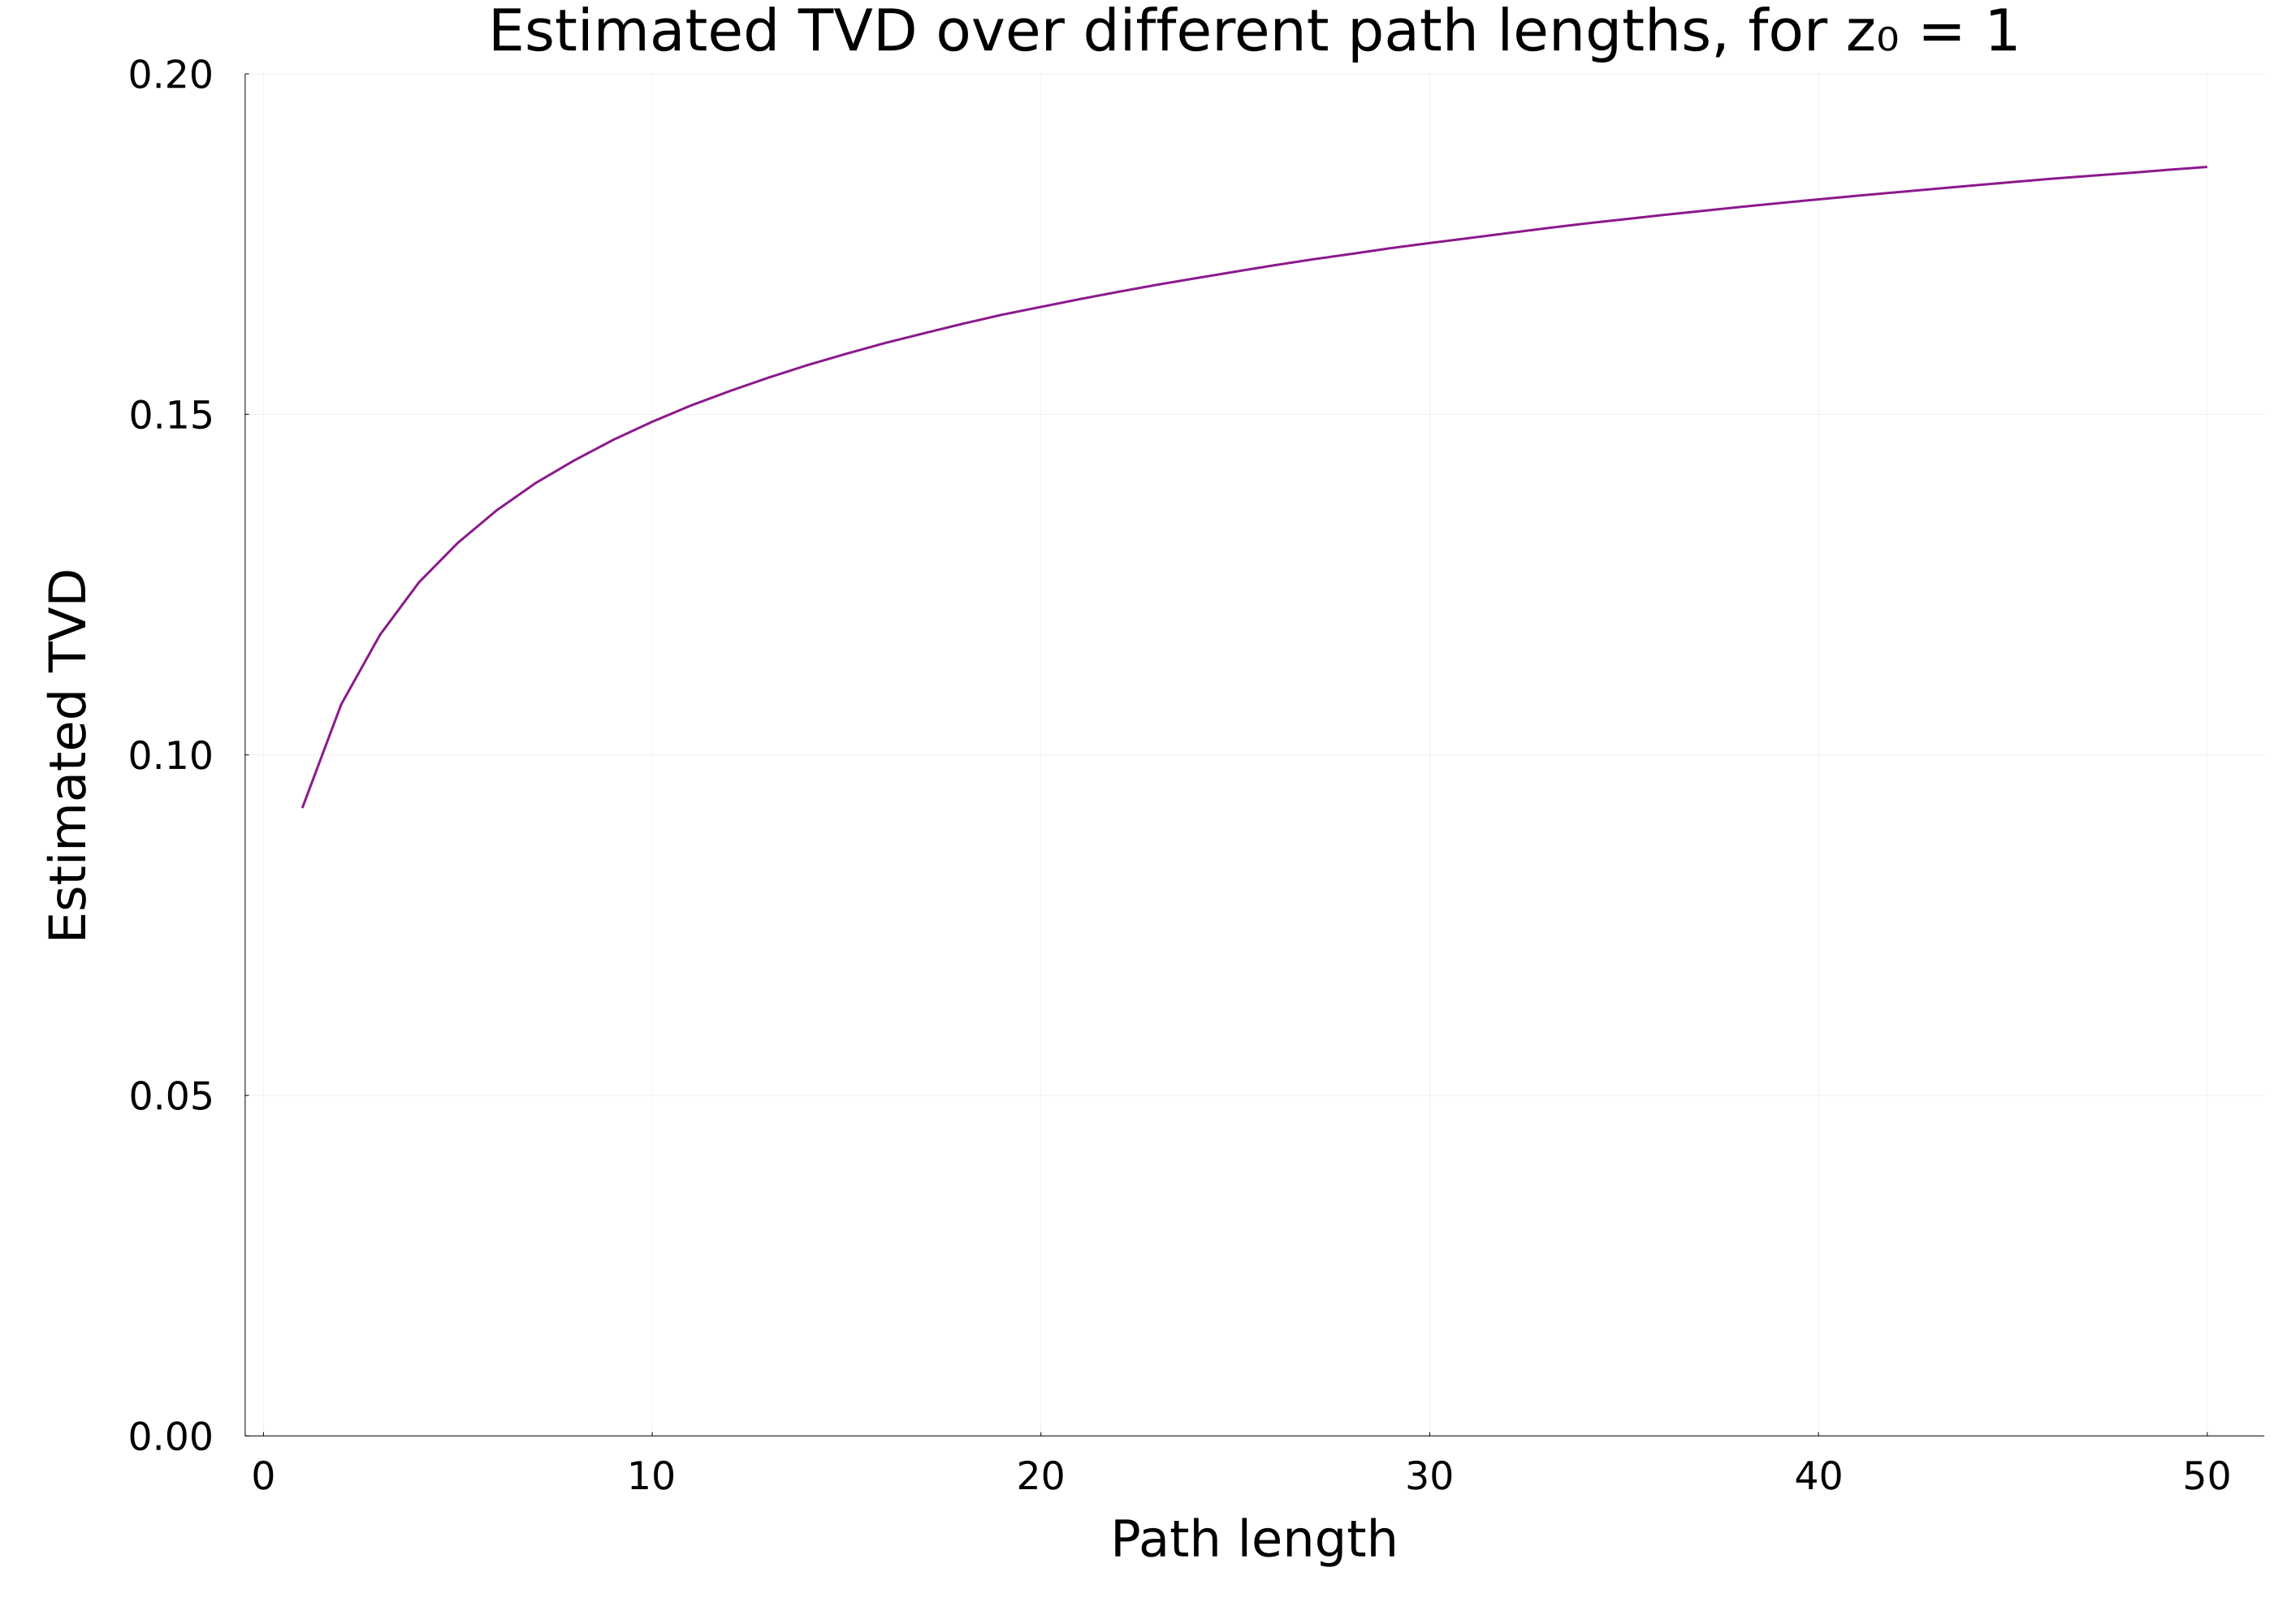 Estimated TVD over different path lengths, for z₀ = 1
0.20
0.15
0.10
0.05
0.00
Estimated TVD
0 10 20 30 40 50
Path length